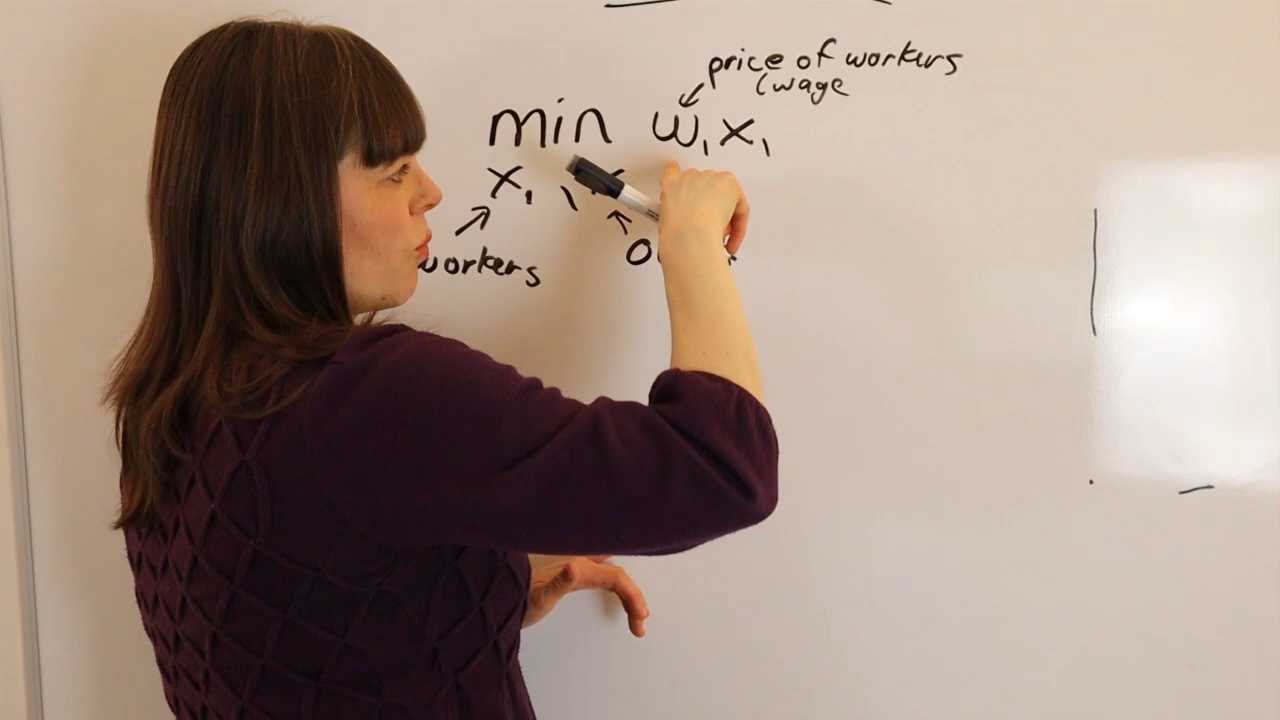 price of workers
(wage
min w₁x₁
x₁,
workers